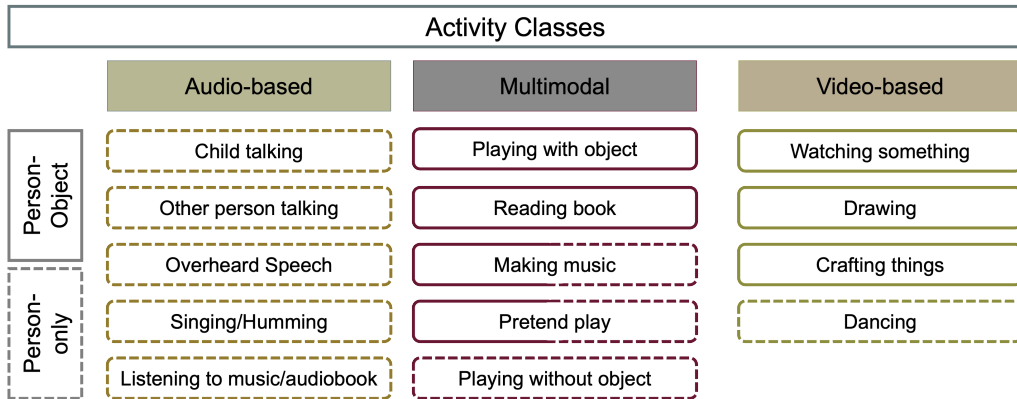 Activity Classes
Audio-based
Multimodal
Video-based
Person-
Object
Person-
only
Child talking
Playing with object
Watching something
Other person talking
Reading book
Drawing
Overheard Speech
Making music
Crafting things
Singing/Humming
Pretend play
Dancing
Listening to music/audiobook
Playing without object